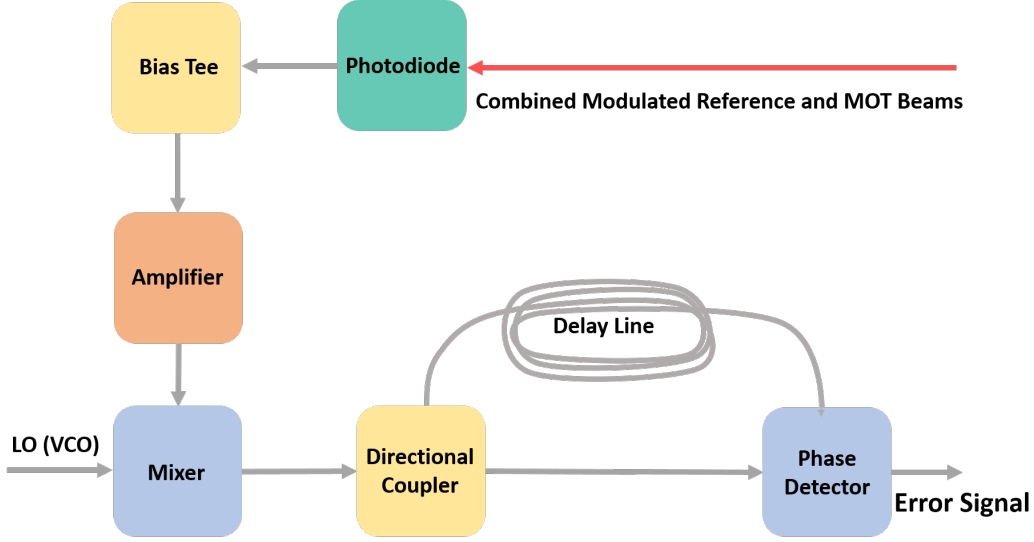 Bias Tee
Photodiode
Combined Modulated Reference and MOT Beams
Amplifier
Delay Line
LO (VCO)
Mixer
Directional
Coupler
Phase
Detector
Error Signal